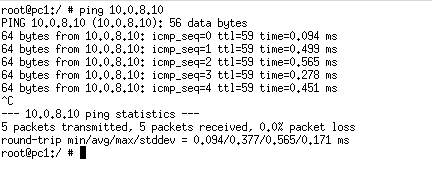 root@pc1:/ # ping 10.0.8.10
PING 10.0.8.10 (10.0.8.10): 56 data bytes
64 bytes from 10.0.8.10: icmp_seq=0 ttl=59 time=0.094 ms
64 bytes from 10.0.8.10: icmp_seq=1 ttl=59 time=0.499 ms
64 bytes from 10.0.8.10: icmp_seq=2 ttl=59 time=0.565 ms
64 bytes from 10.0.8.10: icmp_seq=3 ttl=59 time=0.278 ms
64 bytes from 10.0.8.10: icmp_seq=4 ttl=59 time=0.451 ms
^C
--- 10.0.8.10 ping statistics ---
5 packets transmitted, 5 packets received, 0.0% packet loss
round-trip min/avg/max/stddev = 0.094/0.377/0.565/0.171 ms
root@pc1:/ #